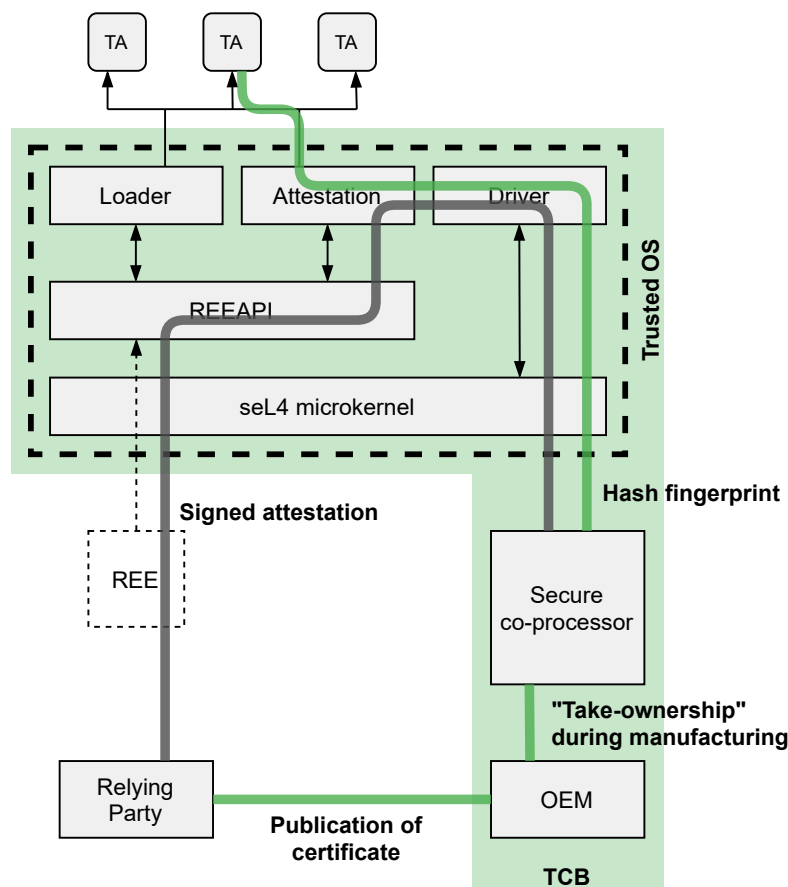 TA
TA
TA
Loader
Attestation
Driver
REEAPI
Trusted OS
seL4 microkernel
Hash fingerprint
Signed attestation
REE
Secure
co-processor
"Take-ownership"
during manufacturing
Relying
Party
OEM
Publication of
certificate
TCB